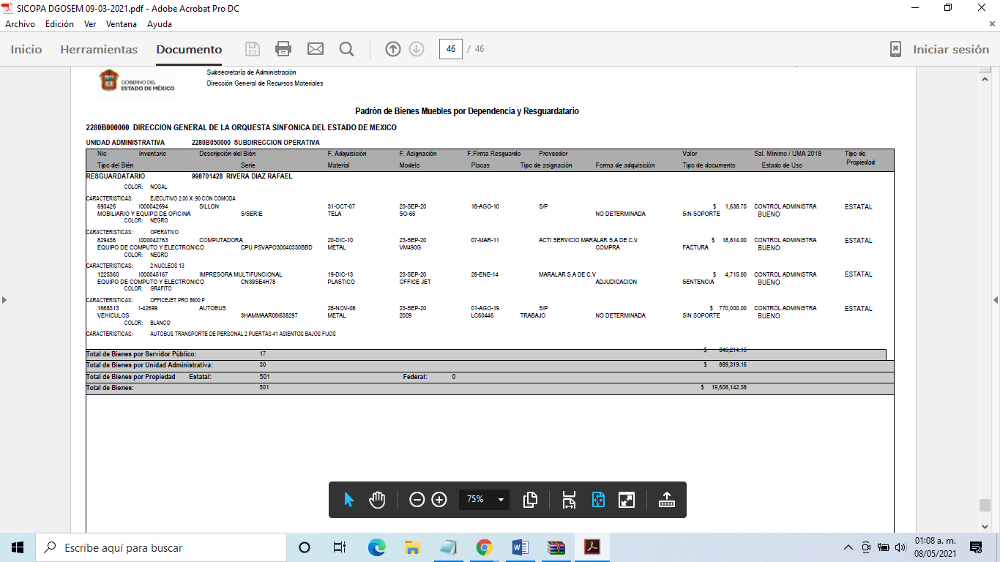 SICOPA DGOSEM 09-03-2021.pdf - Adobe Acrobat Pro DC
Archivo Edición Ver Ventana Ayuda
Inicio Herramientas Documento 46 / 46 Iniciar sesión
GOBIERNO DEL ESTADO DE MÉXICO
Subsecretaría de Administración
Dirección General de Recursos Materiales
Padrón de Bienes Muebles por Dependencia y Resguardatario
2280B000000 DIRECCION GENERAL DE LA ORQUESTA SINFONICA DEL ESTADO DE MEXICO
UNIDAD ADMINISTRATIVA 2280B050000 SUBDIRECCION OPERATIVA
Nic Inventario Descripción del Bién F. Adquisición F. Asignación F.Firma Resguardo Proveedor Valor Sal. Mínimo / UMA 2018 Tipo de Propiedad
Tipo del Bién Serie Material Modelo Placas Tipo de asignación Forma de adquisición Tipo de documento Estado de Uso
RESGUARDATARIO 998701428 RIVERA DIAZ RAFAEL
COLOR: NOGAL
CARACTERISTICAS: EJECUTIVO 2.00 X .90 CON COMODA
693426 I000042694 SILLON 31-OCT-07 23-SEP-20 18-AGO-10 S/P $ 1,638.75 CONTROL ADMINISTRA ESTATAL
MOBILIARIO Y EQUIPO DE OFICINA S/SERIE TELA SO-65 NO DETERMINADA SIN SOPORTE BUENO
COLOR: NEGRO
CARACTERISTICAS: OPERATIVO
829436 I000042763 COMPUTADORA 20-DIC-10 23-SEP-20 07-MAR-11 ACTI SERVICIO MARALAR S.A DE C.V $ 18,814.00 CONTROL ADMINISTRA ESTATAL
EQUIPO DE COMPUTO Y ELECTRONICO CPU PSVAPO30040330BBD METAL VM490G COMPRA FACTURA BUENO
COLOR: NEGRO
CARACTERISTICAS: 2 NUCLEOS 13
1225360 I000045167 IMPRESORA MULTIFUNCIONAL 19-DIC-13 23-SEP-20 28-ENE-14 MARALAR S.A DE C.V $ 4,715.00 CONTROL ADMINISTRA ESTATAL
EQUIPO DE COMPUTO Y ELECTRONICO CN39SE4H78 PLASTICO OFFICE JET ADJUDICACION SENTENCIA BUENO
COLOR: GRAFITO
CARACTERISTICAS: OFFICEJET PRO 8600 P
1668313 I-42699 AUTOBUS 28-NOV-08 23-SEP-20 01-AGO-19 S/P $ 770,000.00 CONTROL ADMINISTRA ESTATAL
VEHICULOS 3HAMMAAR08l638297 METAL 2009 LC60446 TRABAJO NO DETERMINADA SIN SOPORTE BUENO
COLOR: BLANCO
CARACTERISTICAS: AUTOBUS TRANSPORTE DE PERSONAL 2 PUERTAS 41 ASIENTOS BAJOS FIJOS
Total de Bienes por Servidor Público: 17 $ 845,214.15
Total de Bienes por Unidad Administrativa: 30 $ 889,319.16
Total de Bienes por Propiedad Estatal: 501 Federal: 0
Total de Bienes: 501 $ 19,608,142.38
75%
Escribe aquí para buscar
01:08 a. m.
08/05/2021